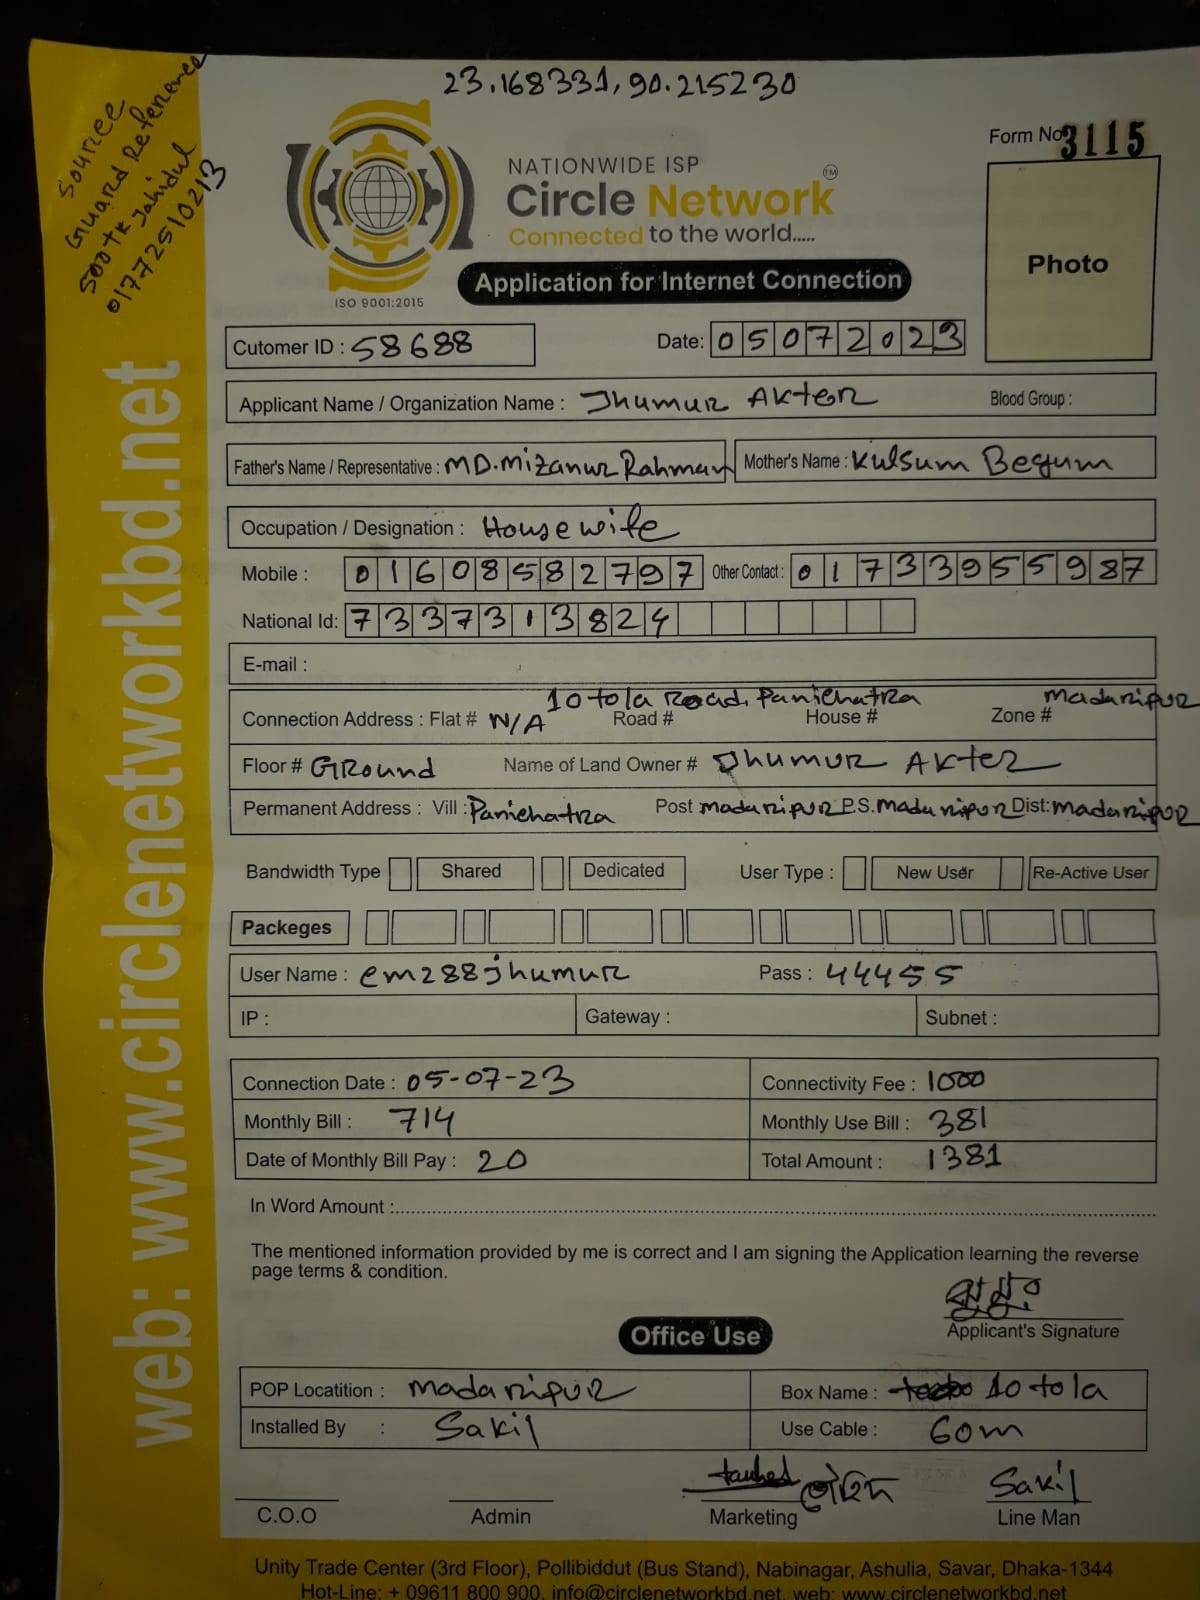 23.168331, 90.215230
Source
Guard Reference
500TK Jahidul
01772510213
Form No 3115
NATIONWIDE ISP
Circle Network TM
Connected to the world.....
ISO 9001:2015
Application for Internet Connection
Photo
Cutomer ID : 58688 Date: 05072023
Applicant Name / Organization Name : Jhumur Akter Blood Group :
Father's Name / Representative : MD. Mizanur Rahman Mother's Name : Kulsum Begum
Occupation / Designation : House wife
Mobile : 01608582797 Other Contact : 01733955987
National Id: 7337313824
E-mail :
10 tola Road, Panichatra Madaripur
Connection Address : Flat # N/A Road # House # Zone #
Floor # Ground Name of Land Owner # Jhumur Akter
Permanent Address : Vill : Panichatra Post madaripur P.S. madaripur Dist: madaripur
Bandwidth Type Shared Dedicated User Type : New User Re-Active User
Packeges
User Name : em288jhumur Pass : 44455
IP : Gateway : Subnet :
Connection Date : 05-07-23 Connectivity Fee : 1000
Monthly Bill : 714 Monthly Use Bill : 381
Date of Monthly Bill Pay : 20 Total Amount : 1381
In Word Amount :
The mentioned information provided by me is correct and I am signing the Application learning the reverse
page terms & condition.
Applicant's Signature
Office Use
POP Locatition : Madaripur Box Name : 10 tola
Installed By : Sakil Use Cable : 60m
Sakil
C.O.O Admin Marketing Line Man
Unity Trade Center (3rd Floor), Pollibiddut (Bus Stand), Nabinagar, Ashulia, Savar, Dhaka-1344
Hot-Line: + 09611 800 900, info@circlenetworkbd.net, web: www.circlenetworkbd.net
web: www.circlenetworkbd.net